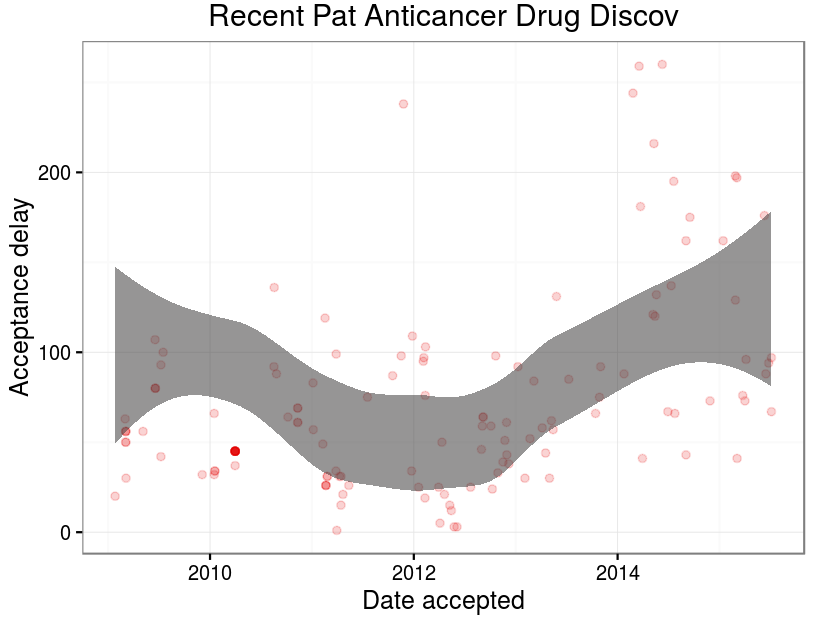 Recent Pat Anticancer Drug Discov
Acceptance delay
200
100
0
2010 2012 2014
Date accepted